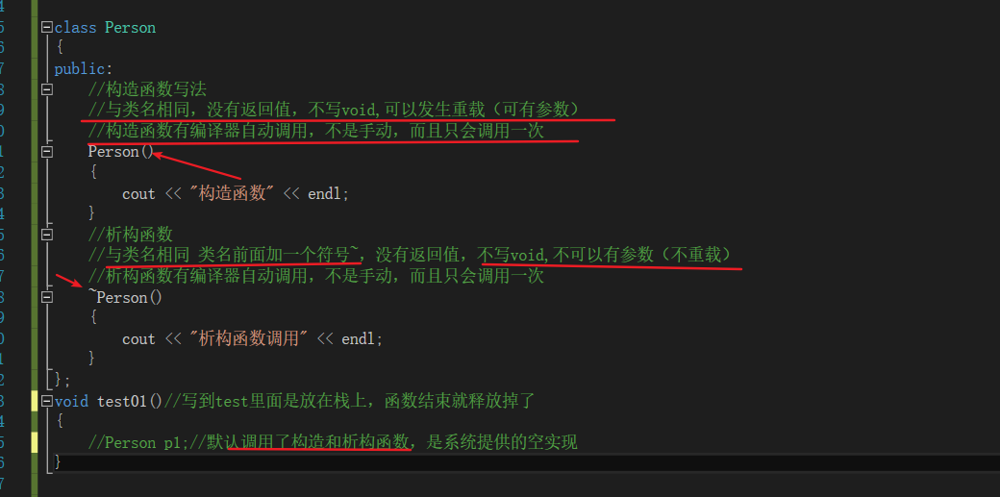 class Person
{
public:
//构造函数写法
//与类名相同，没有返回值，不写void,可以发生重载（可有参数）
//构造函数有编译器自动调用，不是手动，而且只会调用一次
Person()
{
cout << "构造函数" << endl;
}
//析构函数
//与类名相同 类名前面加一个符号~，没有返回值，不写void,不可以有参数（不重载）
//析构函数有编译器自动调用，不是手动，而且只会调用一次
~Person()
{
cout << "析构函数调用" << endl;
}
};
void test01()//写到test里面是放在栈上，函数结束就释放掉了
{
//Person p1;//默认调用了构造和析构函数，是系统提供的空实现
}